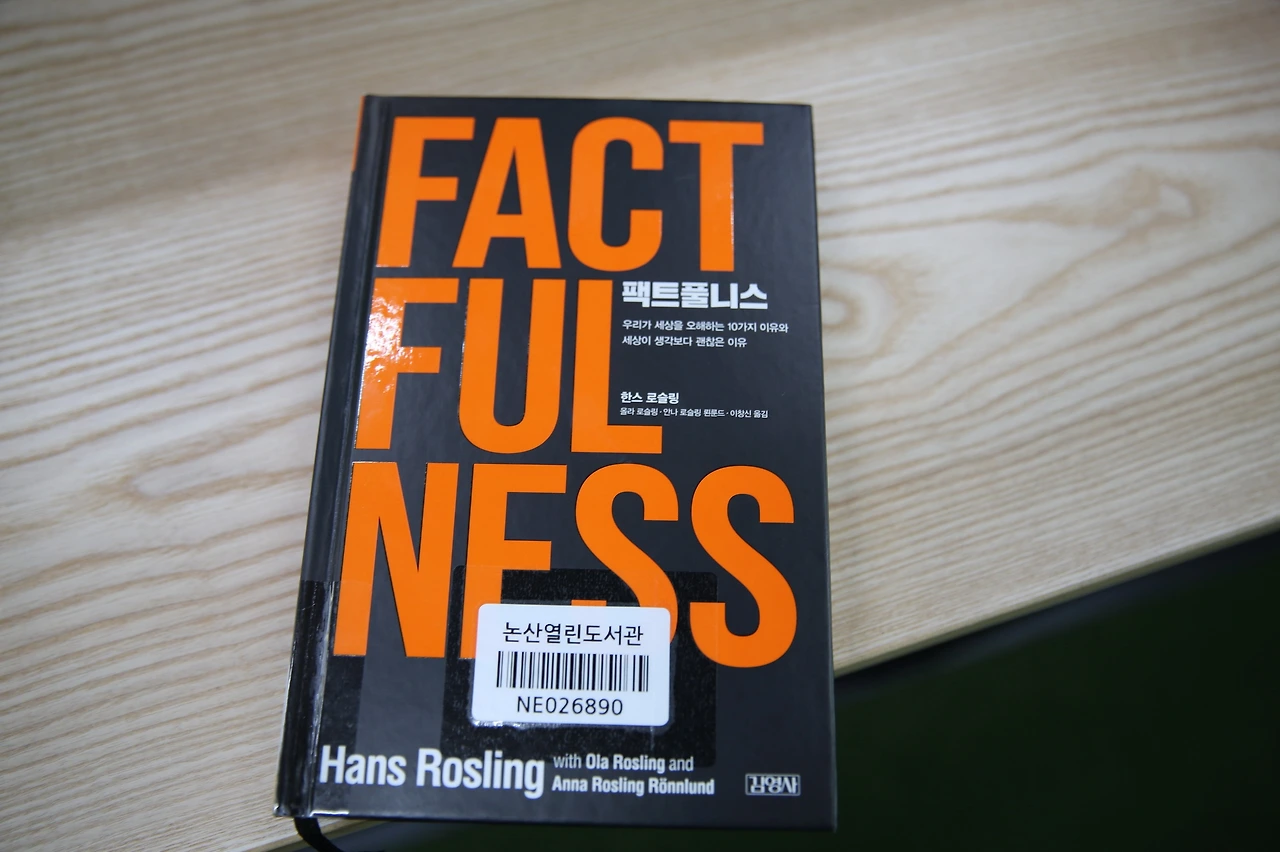 FACT
FUL
팩트풀니스
우리가 세상을 오해하는 10가지 이유와
세상이 생각보다 괜찮은 이유
한스 로슬링
올라 로슬링·안나 로슬링 뢴룬드·이창신 옮김
NESS
논산열린도서관
NE026890
Hans Rosling
with Ola Rosling and
Anna Rosling Rönnlund
김영사